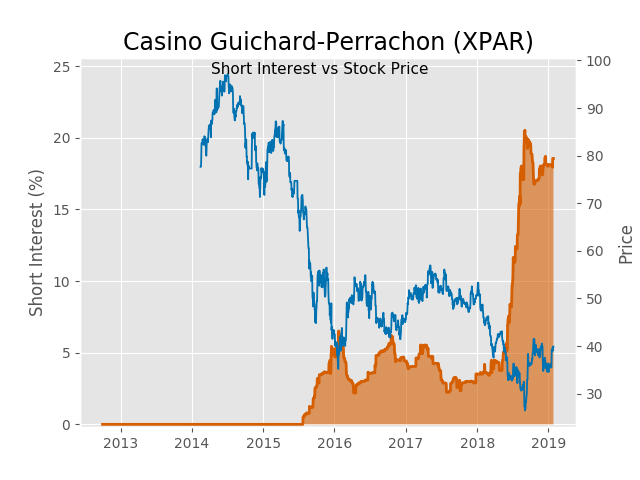 Casino Guichard-Perrachon (XPAR)
Short Interest vs Stock Price
Short Interest (%)
25
20
15
10
5
0
100
90
80
70
60
50
40
30
Price
2013 2014 2015 2016 2017 2018 2019